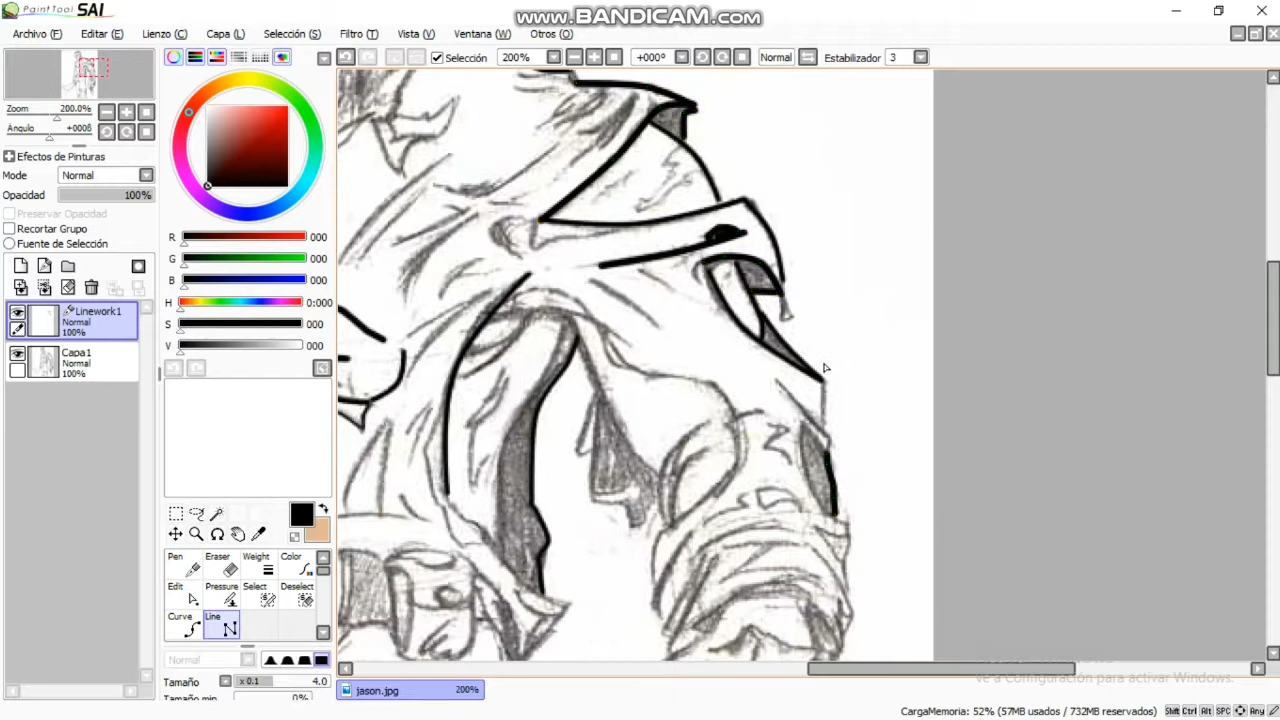 PaintTool SAI
www.BANDICAM.com
Archivo (F) Editar (E) Lienzo (C) Capa (L) Selección (S) Filtro (T) Vista (V) Ventana (W) Otros (O)
Selección 200% +000° Normal Estabilizador 3
Zoom 200.0%
Ángulo +000§
Efectos de Pinturas
Modo Normal
Opacidad 100%
Preservar Opacidad
Recortar Grupo
Fuente de Selección
Linework1
Normal
100%
Capa1
Normal
100%
R 000
G 000
B 000
H 0:000
S 000
V 000
Pen Eraser Weight Color
Edit Pressure Select Deselect
Curve Line
Normal
Tamaño x 0.1 4.0
Tamaño min 0%
jason.jpg 200%
ve a Configuración para activar Windows.
CargaMemoria: 52% (57MB usados / 732MB reservados) Shift Ctrl Alt SPC Any